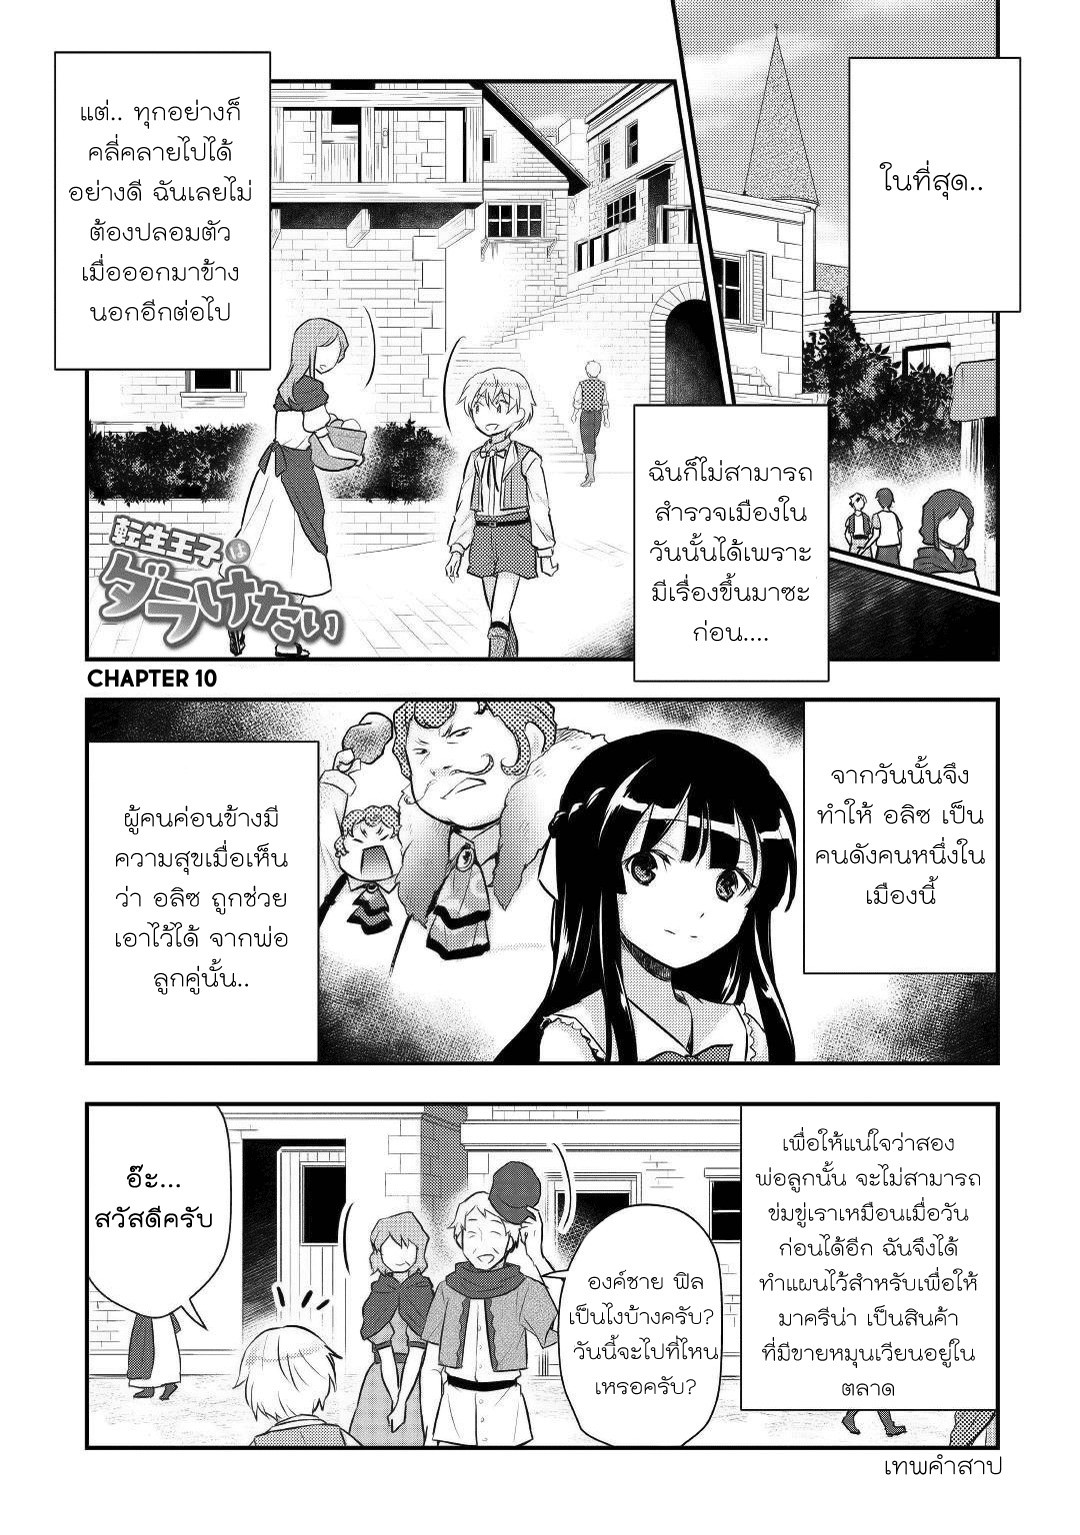 ในที่สุด..
ฉันก็ไม่สามารถ
สำรวจเมืองใน
วันนั้นได้เพราะ
มีเรื่องขึ้นมาซะ
ก่อน....
แต่.. ทุกอย่างก็
คลี่คลายไปได้
อย่างดี ฉันเลยไม่
ต้องปลอมตัว
เมื่อออกมาข้าง
นอกอีกต่อไป
転生王子は
ダラけたい
CHAPTER 10
จากวันนั้นจึง
ทำให้ อลิซ เป็น
คนดังคนหนึ่งใน
เมืองนี้
ผู้คนค่อนข้างมี
ความสุขเมื่อเห็น
ว่า อลิซ ถูกช่วย
เอาไว้ได้ จากพ่อ
ลูกคู่นั้น..
เพื่อให้แน่ใจว่าสอง
พ่อลูกนั้น จะไม่สามารถ
ข่มขู่เราเหมือนเมื่อวัน
ก่อนได้อีก ฉันจึงได้
ทำแผนไว้สำหรับเพื่อให้
มาครีน่า เป็นสินค้า
ที่มีขายหมุนเวียนอยู่ใน
ตลาด
องค์ชาย ฟิล
เป็นไงบ้างครับ?
วันนี้จะไปที่ไหน
เหรอครับ?
อ๊ะ...
สวัสดีครับ
เทพคำสาป